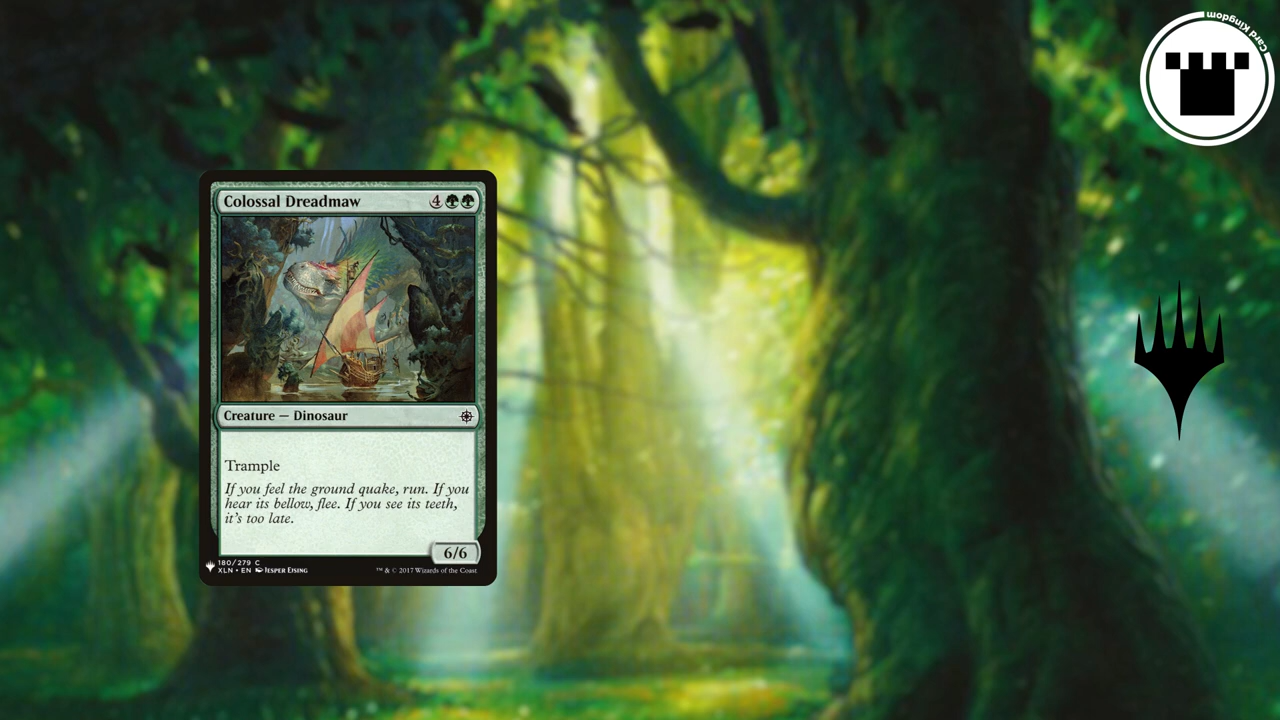 Card Kingdom
Colossal Dreadmaw
4
Creature — Dinosaur
Trample
If you feel the ground quake, run. If you
hear its bellow, flee. If you see its teeth,
it's too late.
6/6
180/279 C
XLN • EN Jesper Ejsing
™ & © 2017 Wizards of the Coast